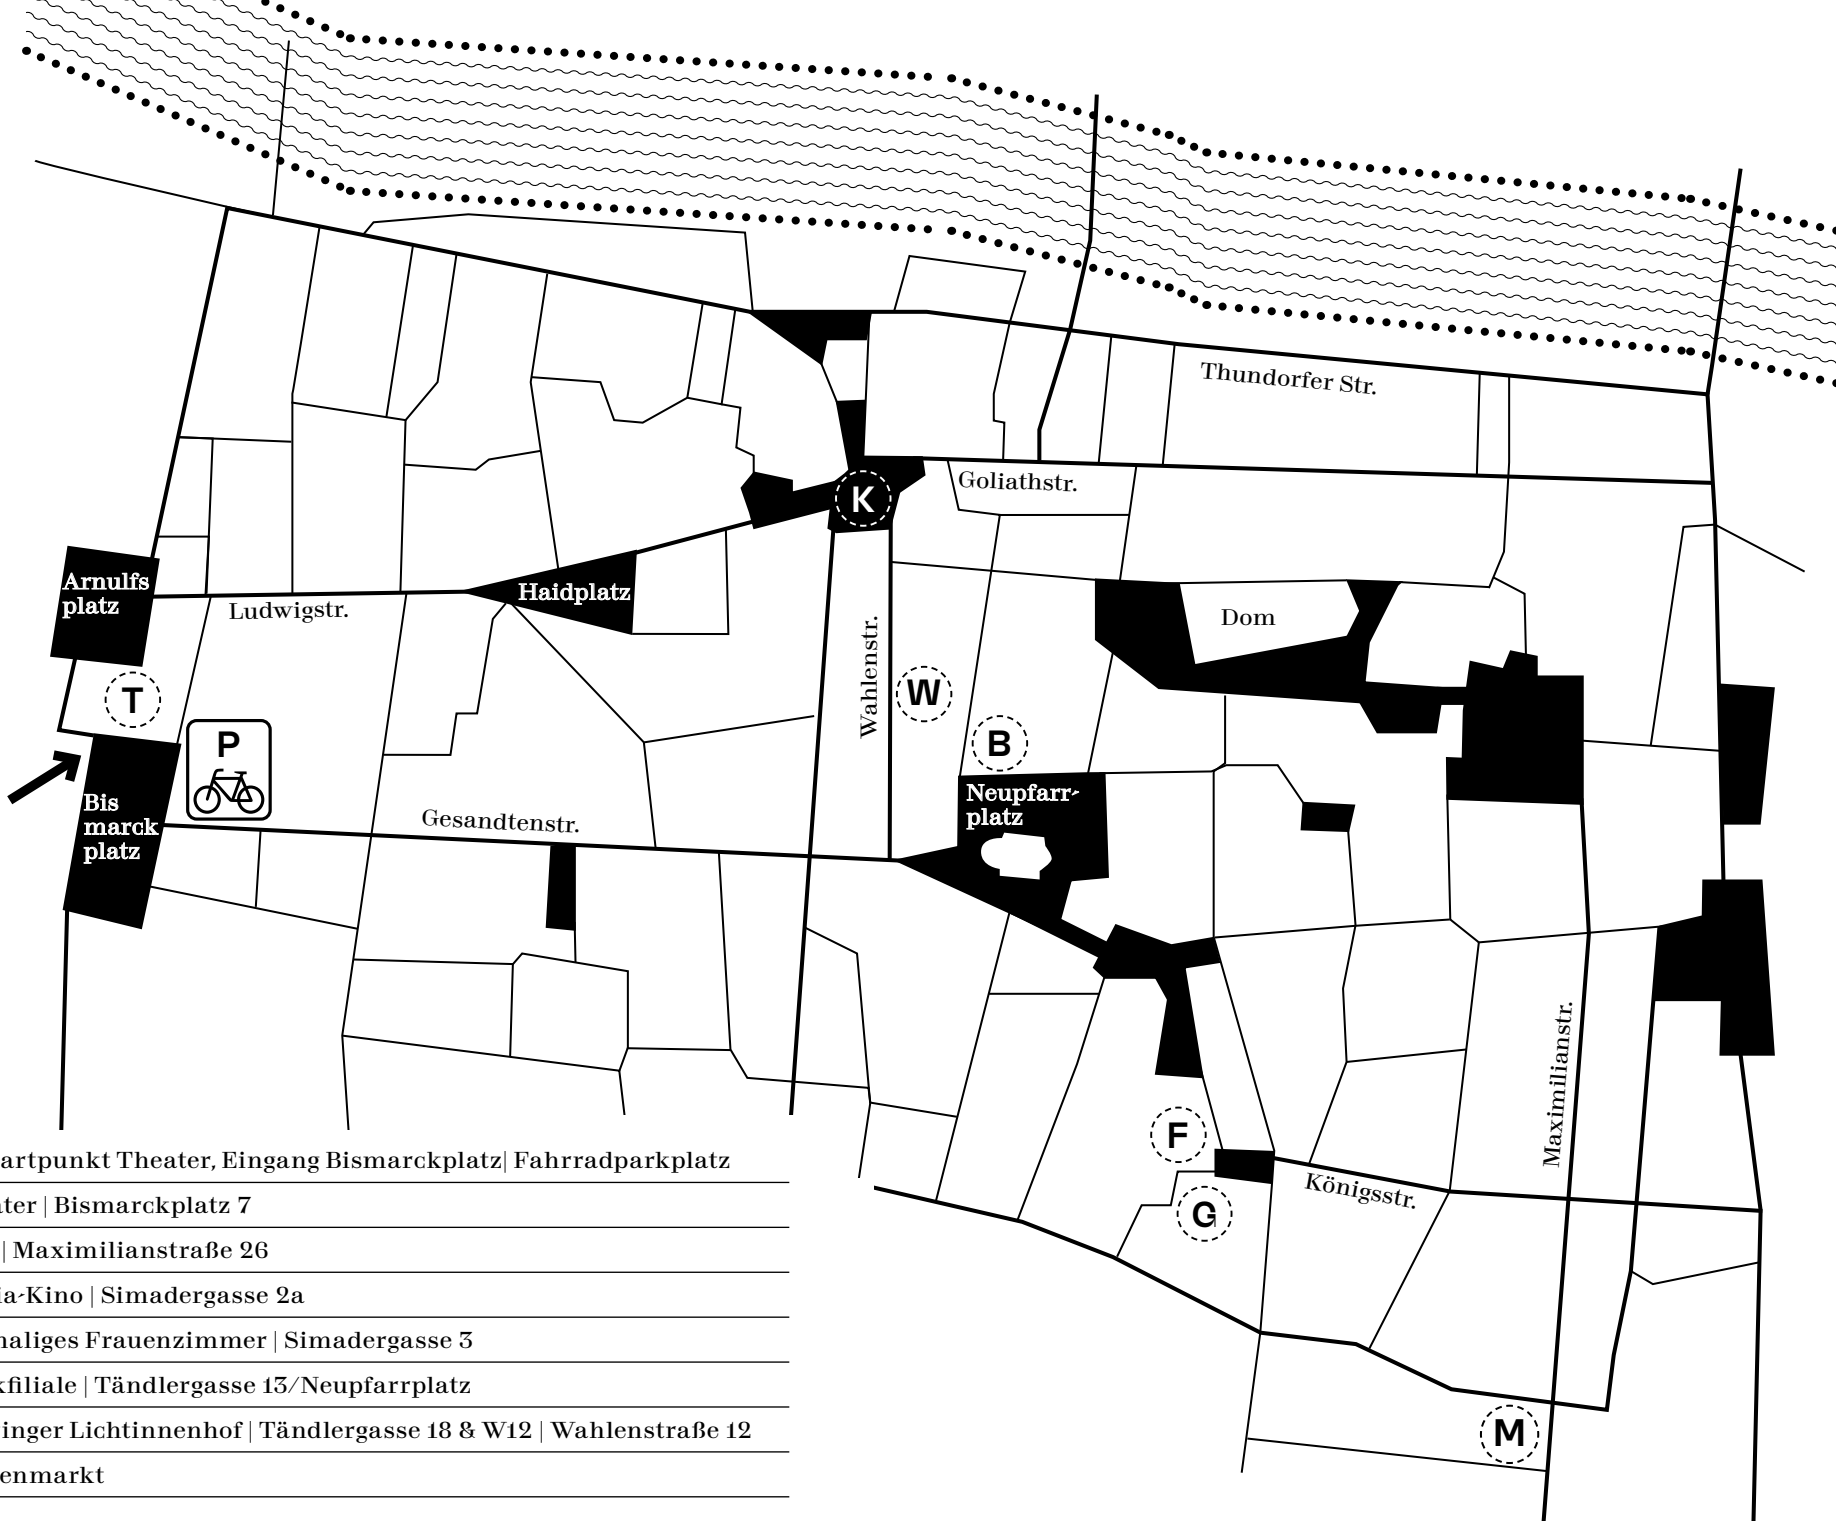 Thundorfer Str.
Goliathstr.
K
Arnulfs
platz
Haidplatz
Ludwigstr.
Dom
Wahlenstr.
T
W
B
P
Neupfarr-
platz
Bis
marck
platz
Gesandtenstr.
Maximilianstr.
F
Königsstr.
G
M
artpunkt Theater, Eingang Bismarckplatz| Fahrradparkplatz
ter | Bismarckplatz 7
| Maximilianstraße 26
ia-Kino | Simadergasse 2a
maliges Frauenzimmer | Simadergasse 3
kfiliale | Tändlergasse 13/Neupfarrplatz
inger Lichtinnenhof | Tändlergasse 18 & W12 | Wahlenstraße 12
enmarkt